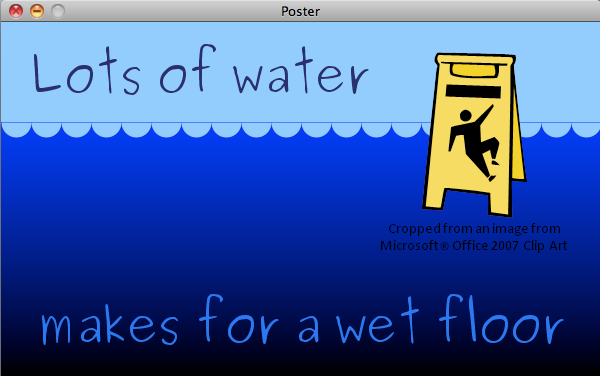 Poster
Lots of water
Cropped from an image from
Microsoft® Office 2007 Clip Art
makes for a wet floor